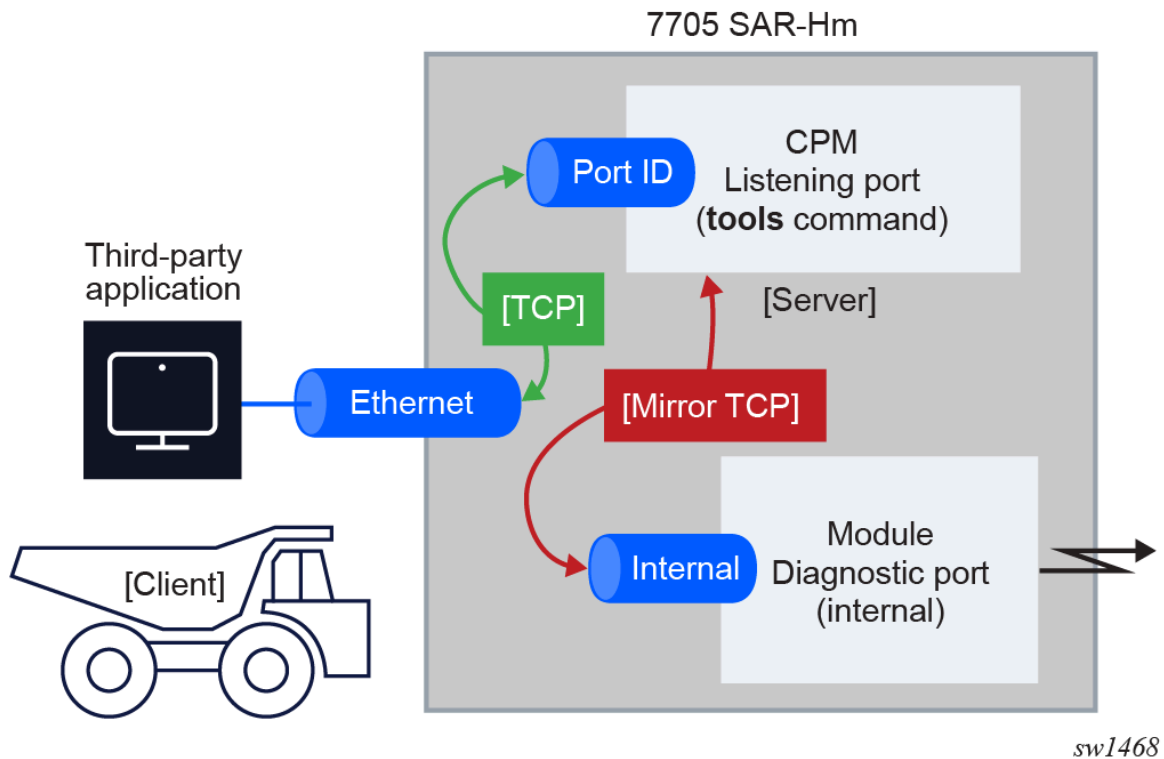 7705 SAR-Hm
Port ID
CPM
Listening port
(tools command)
[Server]
Third-party
application
[TCP]
Ethernet
[Mirror TCP]
Internal
Module
Diagnostic port
(internal)
[Client]
sw1468